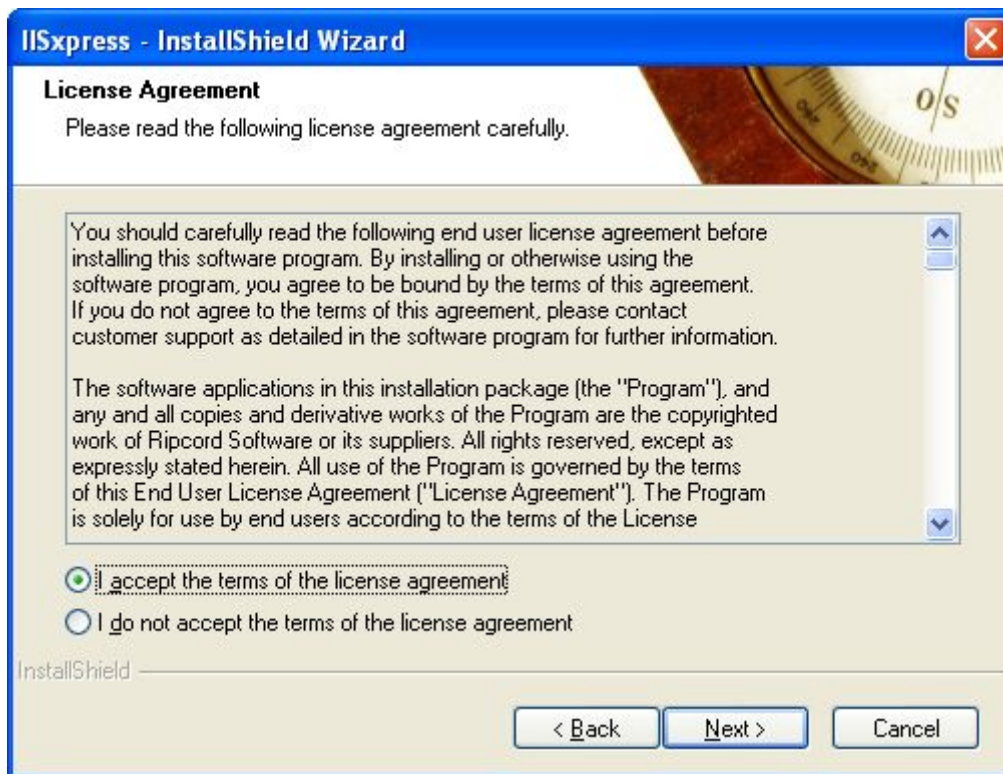 IISxpress - InstallShield Wizard
License Agreement
Please read the following license agreement carefully.
O/S
You should carefully read the following end user license agreement before
installing this software program. By installing or otherwise using the
software program, you agree to be bound by the terms of this agreement.
If you do not agree to the terms of this agreement, please contact
customer support as detailed in the software program for further information.
The software applications in this installation package (the "Program"), and
any and all copies and derivative works of the Program are the copyrighted
work of Ripcord Software or its suppliers. All rights reserved, except as
expressly stated herein. All use of the Program is governed by the terms
of this End User License Agreement ("License Agreement"). The Program
is solely for use by end users according to the terms of the License
I accept the terms of the license agreement
I do not accept the terms of the license agreement
InstallShield
< Back
Next >
Cancel